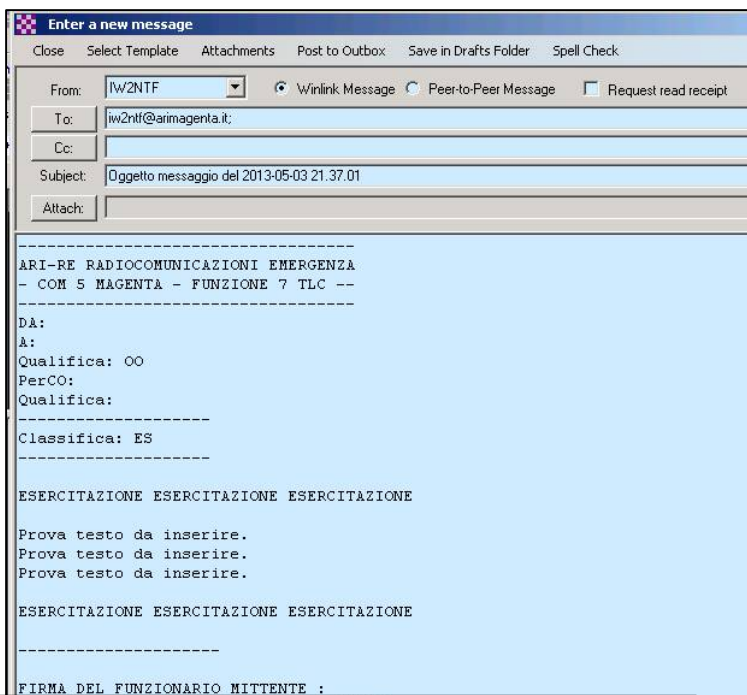 Enter a new message
Close Select Template Attachments Post to Outbox Save in Drafts Folder Spell Check
From: IW2NTF Winlink Message Peer-to-Peer Message Request read receipt
To: iw2ntf@arimagenta.it;
Cc:
Subject: Oggetto messaggio del 2013-05-03 21.37.01
Attach:
-----------------------------------
ARI-RE RADIOCOMUNICAZIONI EMERGENZA
- COM 5 MAGENTA - FUNZIONE 7 TLC --
-----------------------------------
DA:
A:
Qualifica: OO
PerCO:
Qualifica:
--------------------
Classifica: ES
--------------------
ESERCITAZIONE ESERCITAZIONE ESERCITAZIONE
Prova testo da inserire.
Prova testo da inserire.
Prova testo da inserire.
ESERCITAZIONE ESERCITAZIONE ESERCITAZIONE
---------------------
FIRMA DEL FUNZIONARIO MITTENTE :